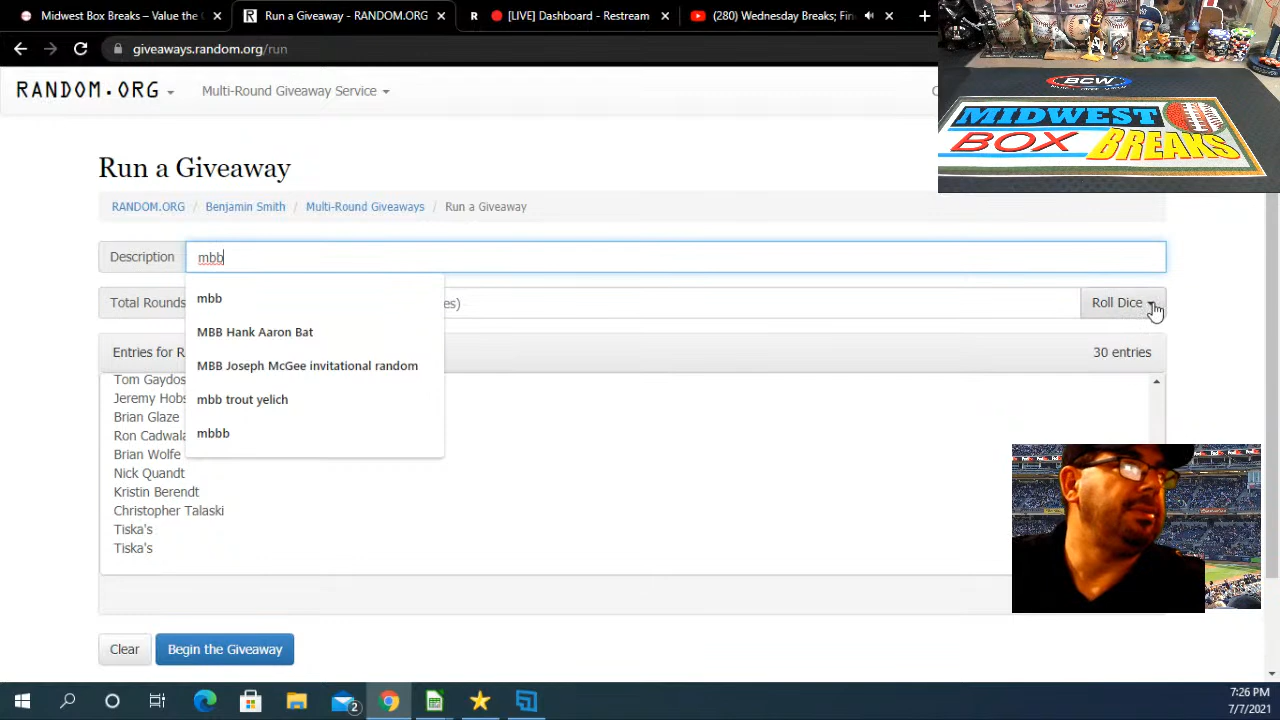 Midwest Box Breaks – Value the C
Run a Giveaway - RANDOM.ORG
[LIVE] Dashboard - Restream
(280) Wednesday Breaks; Fin
giveaways.random.org/run
RANDOM.ORG
Multi-Round Giveaway Service
BCW
MIDWEST
BOX BREAKS
Run a Giveaway
RANDOM.ORG / Benjamin Smith / Multi-Round Giveaways / Run a Giveaway
Description mbb
mbb
MBB Hank Aaron Bat
MBB Joseph McGee invitational random
mbb trout yelich
mbbb
Total Rounds es) Roll Dice
Entries for R 30 entries
Tom Gaydos
Jeremy Hobs
Brian Glaze
Ron Cadwala
Brian Wolfe
Nick Quandt
Kristin Berendt
Christopher Talaski
Tiska's
Tiska's
Clear
Begin the Giveaway
2
7:26 PM
7/7/2021